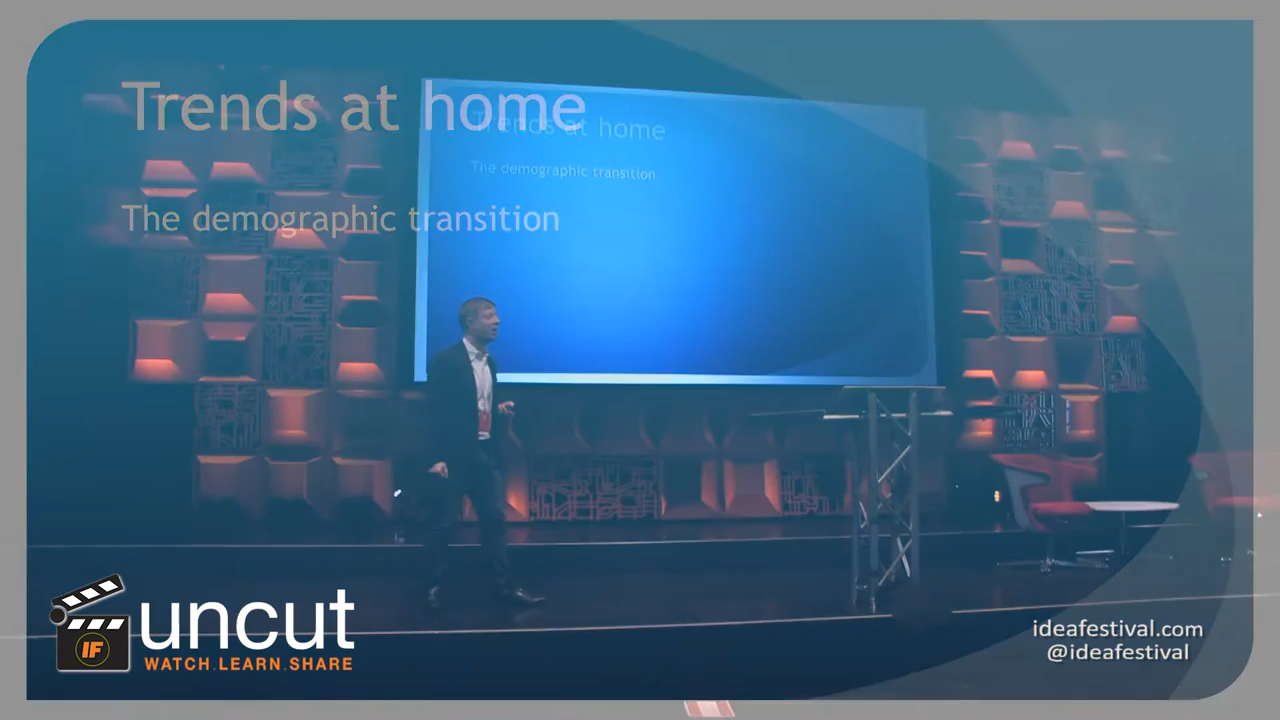 Trends at home
The demographic transition
Trends at home
The demographic transition
IF
uncut
WATCH.LEARN.SHARE
ideafestival.com
@ideafestival